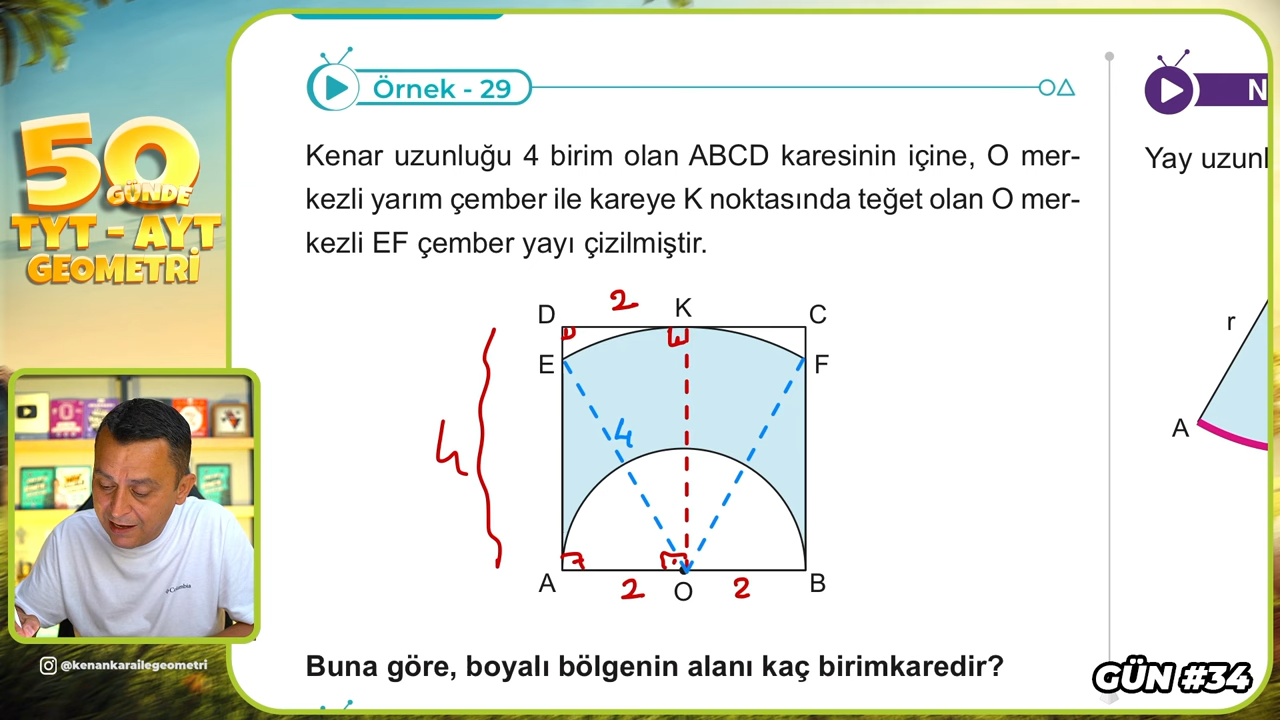 50
GÜNDE
TYT - AYT
GEOMETRİ
Örnek - 29
Kenar uzunluğu 4 birim olan ABCD karesinin içine, O mer-
kezli yarım çember ile kareye K noktasında teğet olan O mer-
kezli EF çember yayı çizilmiştir.
2
D K C
E F
4
4
A O B
2 2
Buna göre, boyalı bölgenin alanı kaç birimkaredir?
N
Yay uzunl
r
A
Columbia
@kenankarailegeometri
GÜN #34